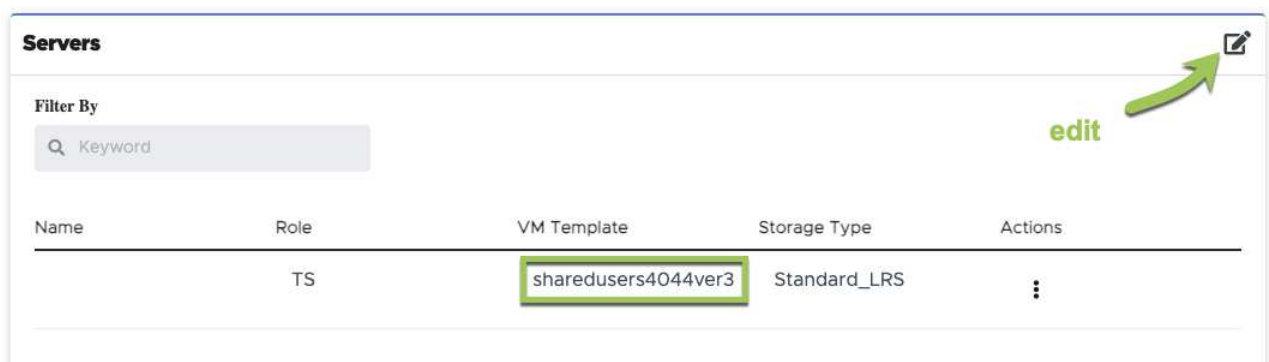 Servers
Filter By
Keyword
edit
Name Role VM Template Storage Type Actions
TS sharedusers4044ver3 Standard_LRS